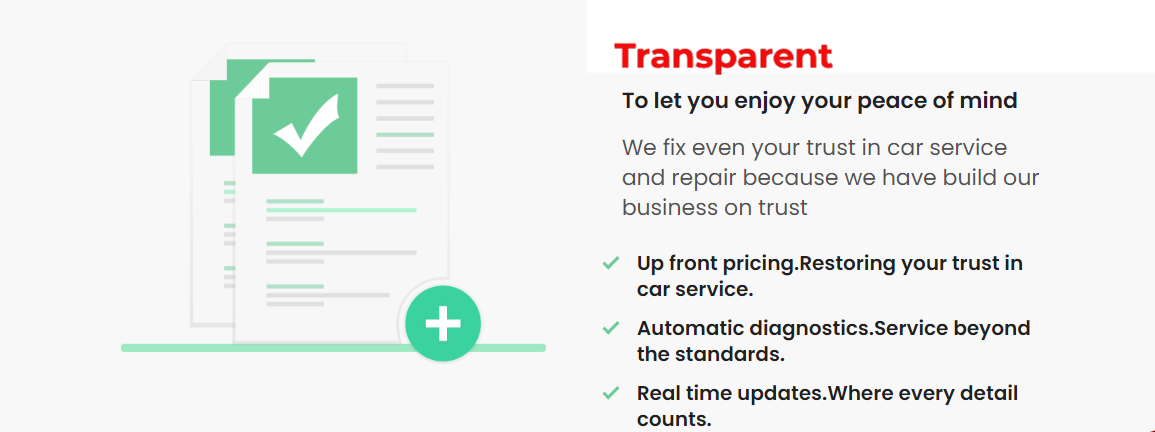 Transparent
To let you enjoy your peace of mind
We fix even your trust in car service
and repair because we have build our
business on trust
Up front pricing.Restoring your trust in
car service.
Automatic diagnostics.Service beyond
the standards.
Real time updates.Where every detail
counts.